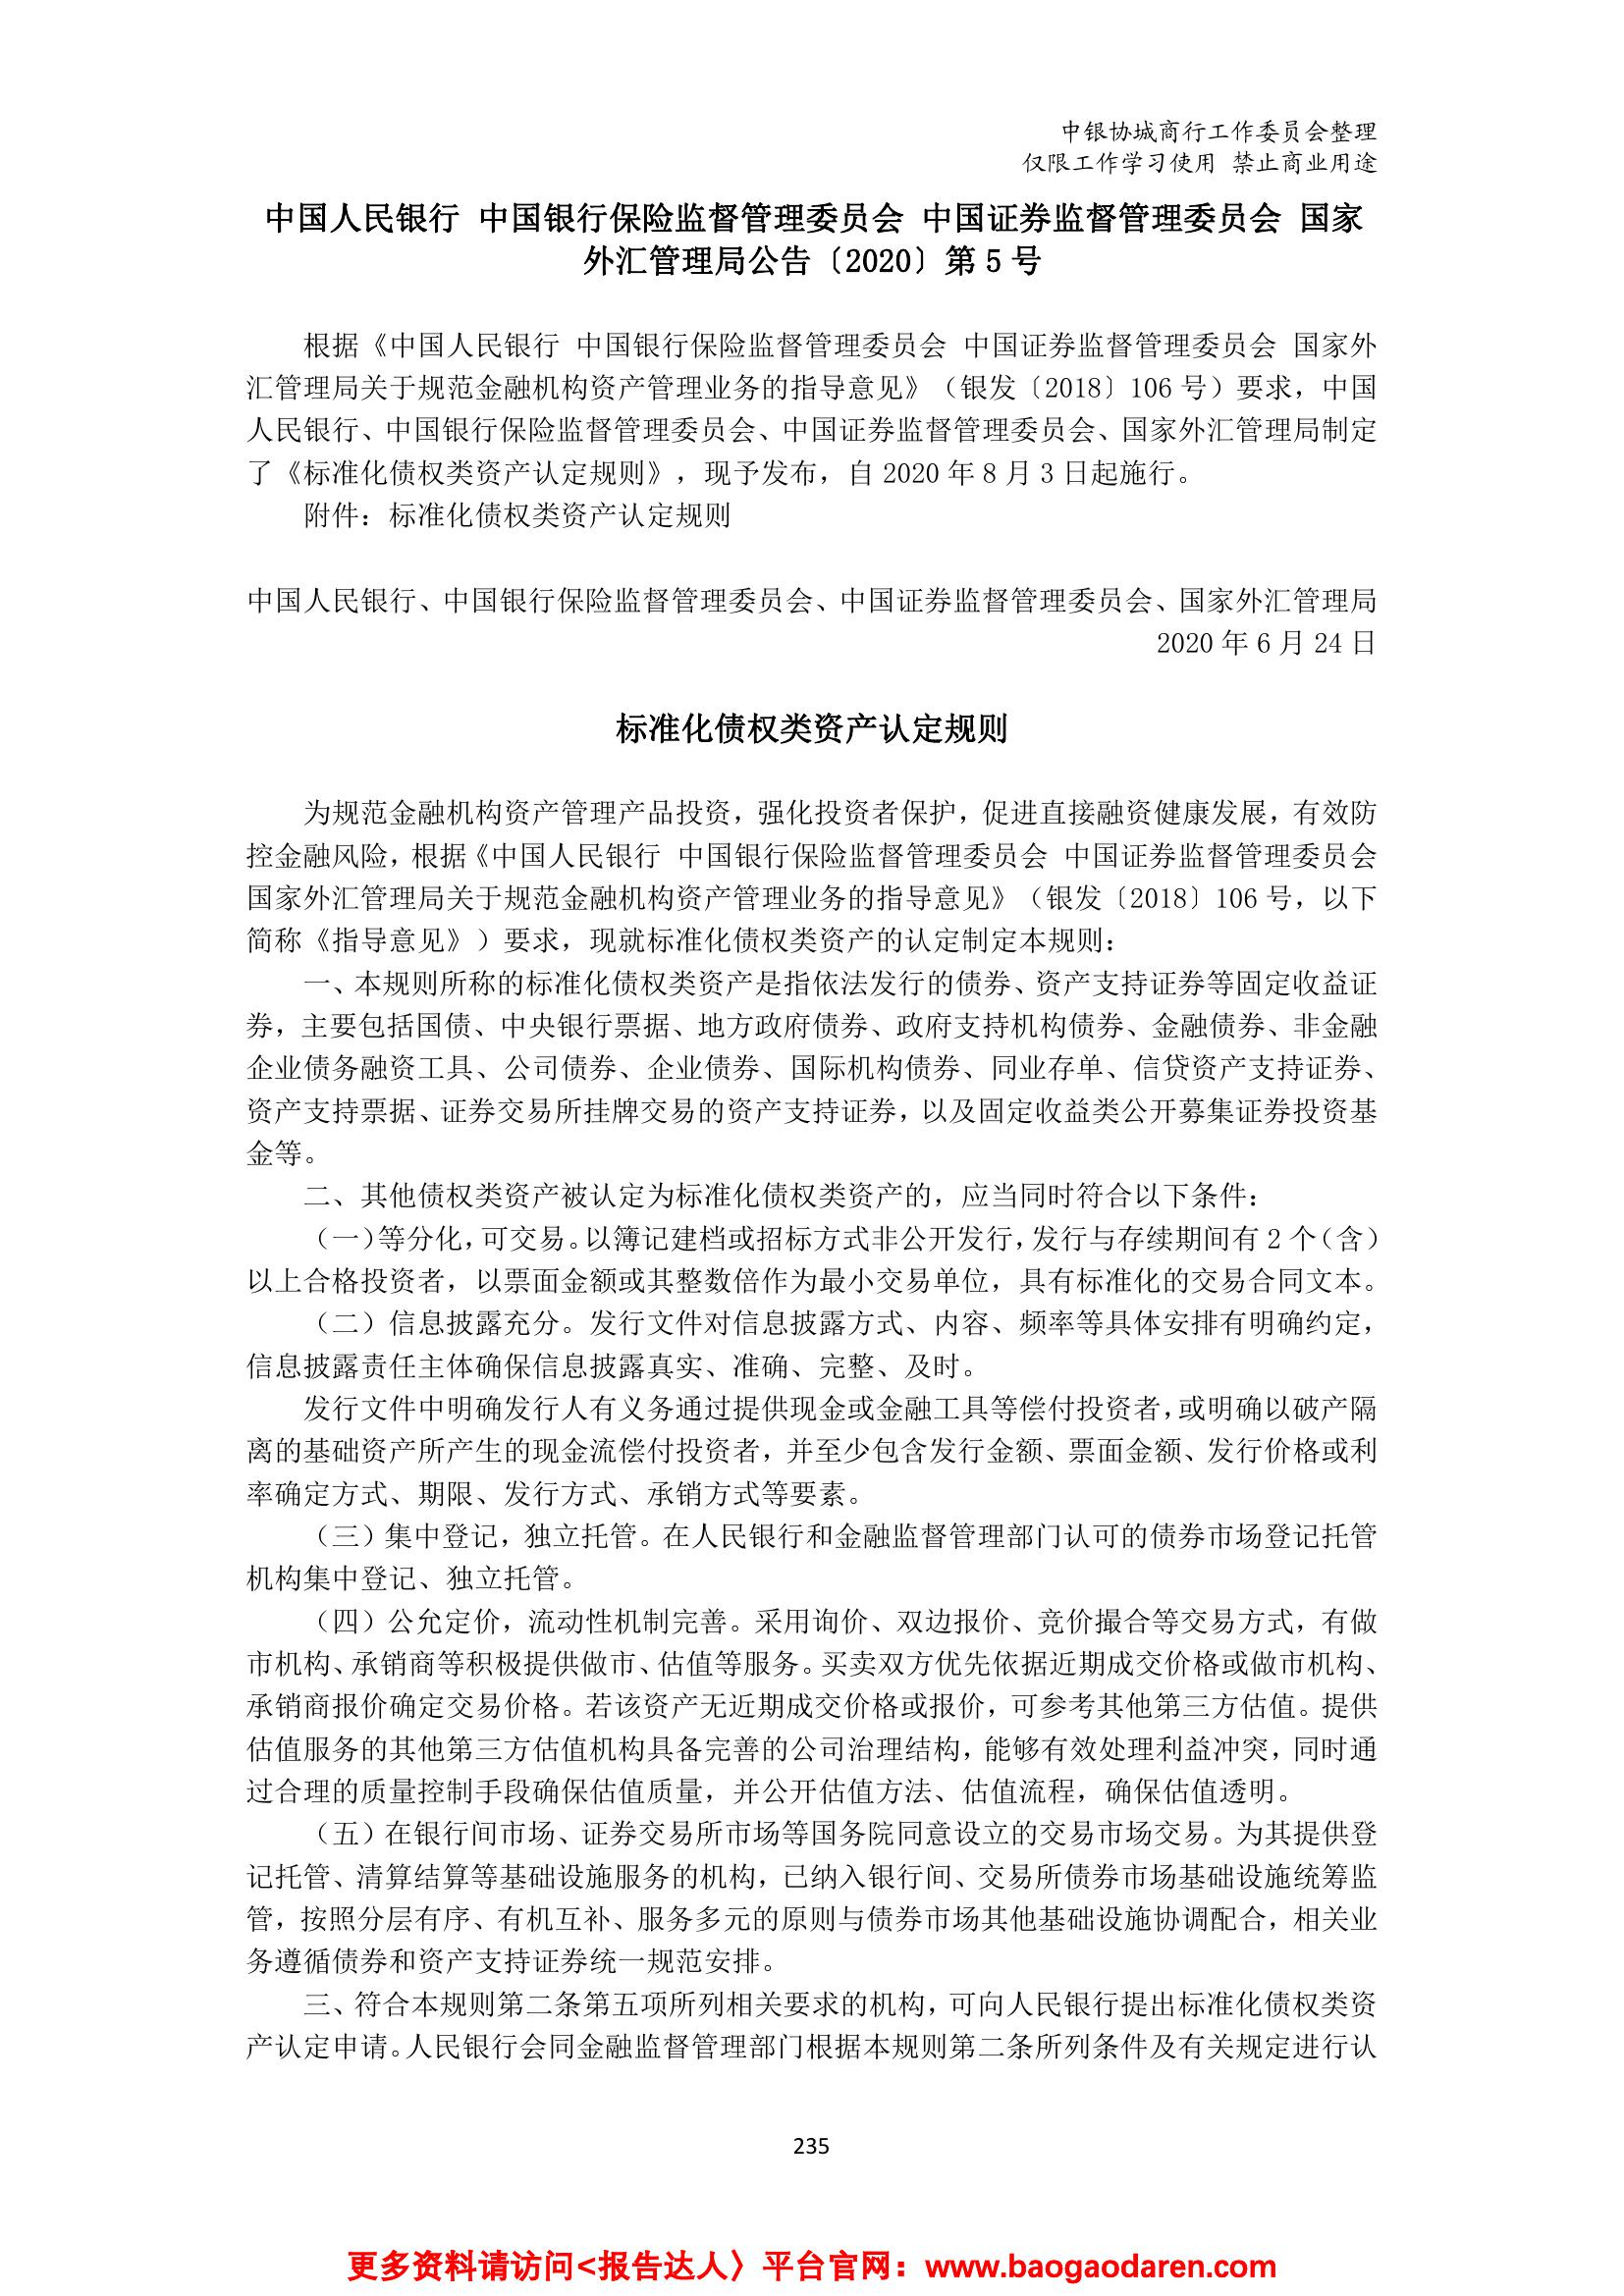 中银协城商行工作委员会整理
仅限工作学习使用 禁止商业用途
中国人民银行 中国银行保险监督管理委员会 中国证券监督管理委员会 国家
外汇管理局公告〔2020〕第 5 号
根据《中国人民银行 中国银行保险监督管理委员会 中国证券监督管理委员会 国家外
汇管理局关于规范金融机构资产管理业务的指导意见》（银发〔2018〕106 号）要求，中国
人民银行、中国银行保险监督管理委员会、中国证券监督管理委员会、国家外汇管理局制定
了《标准化债权类资产认定规则》，现予发布，自 2020 年 8 月 3 日起施行。
附件：标准化债权类资产认定规则
中国人民银行、中国银行保险监督管理委员会、中国证券监督管理委员会、国家外汇管理局
2020 年 6 月 24 日
标准化债权类资产认定规则
为规范金融机构资产管理产品投资，强化投资者保护，促进直接融资健康发展，有效防
控金融风险，根据《中国人民银行 中国银行保险监督管理委员会 中国证券监督管理委员会
国家外汇管理局关于规范金融机构资产管理业务的指导意见》（银发〔2018〕106 号，以下
简称《指导意见》）要求，现就标准化债权类资产的认定制定本规则：
一、本规则所称的标准化债权类资产是指依法发行的债券、资产支持证券等固定收益证
券，主要包括国债、中央银行票据、地方政府债券、政府支持机构债券、金融债券、非金融
企业债务融资工具、公司债券、企业债券、国际机构债券、同业存单、信贷资产支持证券、
资产支持票据、证券交易所挂牌交易的资产支持证券，以及固定收益类公开募集证券投资基
金等。
二、其他债权类资产被认定为标准化债权类资产的，应当同时符合以下条件：
（一）等分化，可交易。以簿记建档或招标方式非公开发行，发行与存续期间有 2 个（含）
以上合格投资者，以票面金额或其整数倍作为最小交易单位，具有标准化的交易合同文本。
（二）信息披露充分。发行文件对信息披露方式、内容、频率等具体安排有明确约定，
信息披露责任主体确保信息披露真实、准确、完整、及时。
发行文件中明确发行人有义务通过提供现金或金融工具等偿付投资者，或明确以破产隔
离的基础资产所产生的现金流偿付投资者，并至少包含发行金额、票面金额、发行价格或利
率确定方式、期限、发行方式、承销方式等要素。
（三）集中登记，独立托管。在人民银行和金融监督管理部门认可的债券市场登记托管
机构集中登记、独立托管。
（四）公允定价，流动性机制完善。采用询价、双边报价、竞价撮合等交易方式，有做
市机构、承销商等积极提供做市、估值等服务。买卖双方优先依据近期成交价格或做市机构、
承销商报价确定交易价格。若该资产无近期成交价格或报价，可参考其他第三方估值。提供
估值服务的其他第三方估值机构具备完善的公司治理结构，能够有效处理利益冲突，同时通
过合理的质量控制手段确保估值质量，并公开估值方法、估值流程，确保估值透明。
（五）在银行间市场、证券交易所市场等国务院同意设立的交易市场交易。为其提供登
记托管、清算结算等基础设施服务的机构，已纳入银行间、交易所债券市场基础设施统筹监
管，按照分层有序、有机互补、服务多元的原则与债券市场其他基础设施协调配合，相关业
务遵循债券和资产支持证券统一规范安排。
三、符合本规则第二条第五项所列相关要求的机构，可向人民银行提出标准化债权类资
产认定申请。人民银行会同金融监督管理部门根据本规则第二条所列条件及有关规定进行认
235
更多资料请访问<报告达人〉平台官网：www.baogaodaren.com